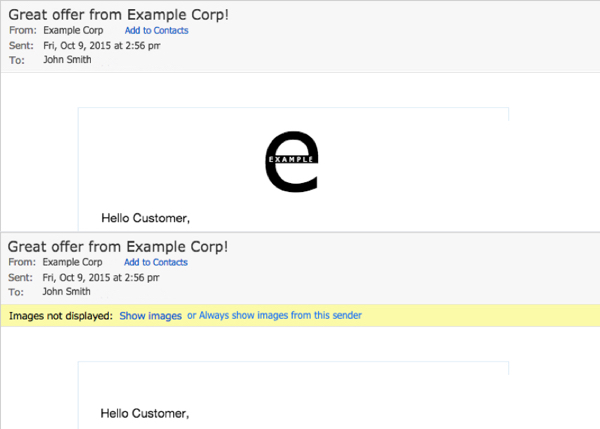 Great offer from Example Corp!
From: Example Corp Add to Contacts
Sent: Fri, Oct 9, 2015 at 2:56 pm
To: John Smith
e
EXAMPLE
Hello Customer,
Great offer from Example Corp!
From: Example Corp Add to Contacts
Sent: Fri, Oct 9, 2015 at 2:56 pm
To: John Smith
Images not displayed: Show images or Always show images from this sender
Hello Customer,